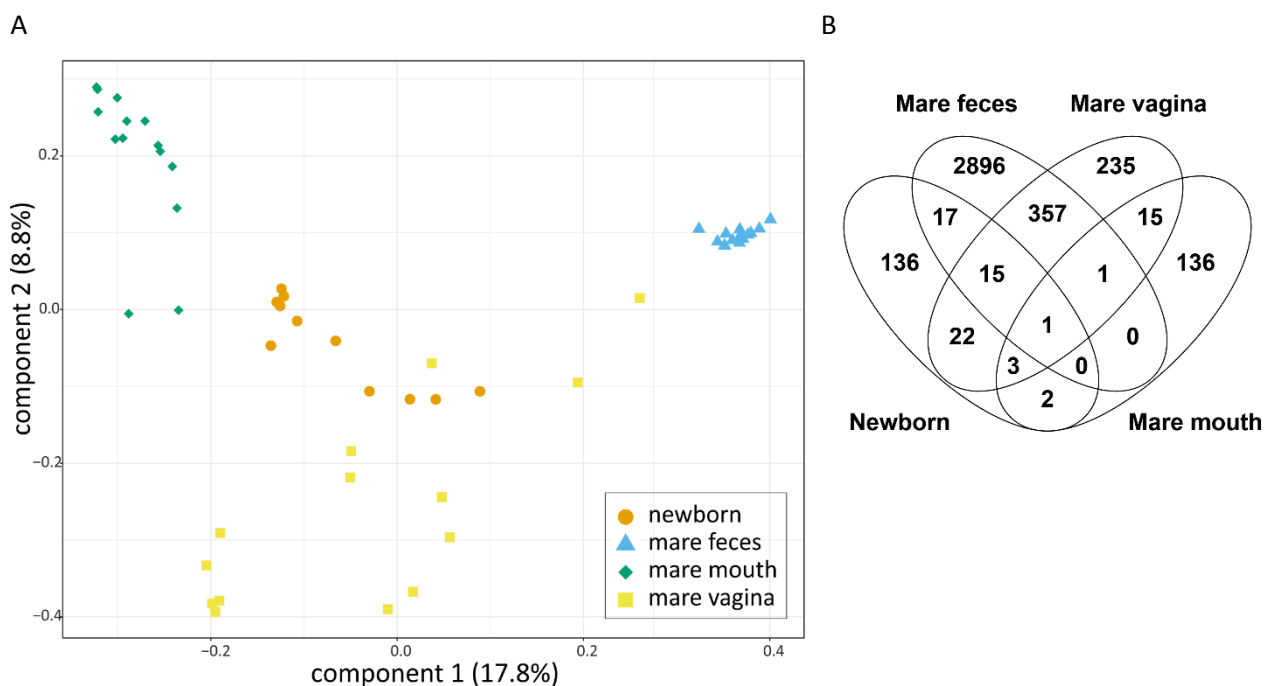 A
B
component 2 (8.8%)
0.2
0.0
−0.2
−0.4
−0.2
0.0
0.2
0.4
component 1 (17.8%)
newborn
mare feces
mare mouth
mare vagina
Mare feces
Mare vagina
2896
235
17
357
15
136
15
1
136
22
1
0
3
0
2
Newborn
Mare mouth